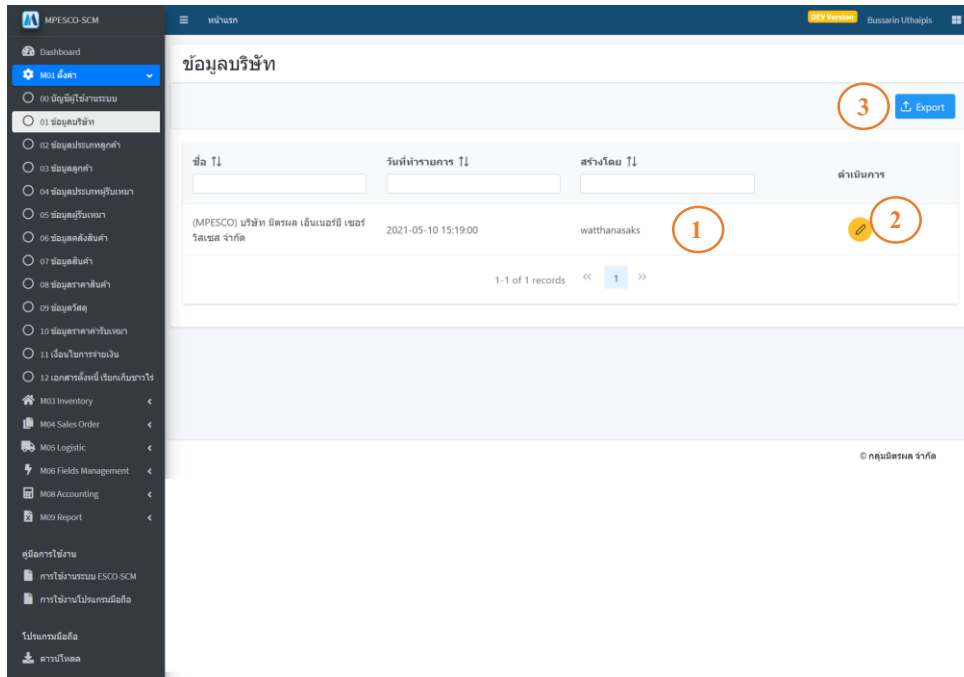 MPESCO-SCM
หน้าแรก
DEV Version
Bussarin Uthaipis
Dashboard
M01 ตั้งค่า
00 บัญชีผู้ใช้งานระบบ
01 ข้อมูลบริษัท
02 ข้อมูลประเภทลูกค้า
03 ข้อมูลลูกค้า
04 ข้อมูลประเภทผู้รับเหมา
05 ข้อมูลผู้รับเหมา
06 ข้อมูลคลังสินค้า
07 ข้อมูลสินค้า
08 ข้อมูลราคาสินค้า
09 ข้อมูลวัสดุ
10 ข้อมูลราคาค่ารับเหมา
11 เงื่อนไขการจ่ายเงิน
12 เอกสารตั้งหนี้ เรียกเก็บชาวไร่
M03 Inventory
M04 Sales Order
M05 Logistic
M06 Fields Management
M08 Accounting
M09 Report
คู่มือการใช้งาน
การใช้งานระบบ ESCO-SCM
การใช้งานโปรแกรมมือถือ
โปรแกรมมือถือ
ดาวน์โหลด
ข้อมูลบริษัท
3
Export
ชื่อ
วันที่ทำรายการ
สร้างโดย
ดำเนินการ
(MPESCO) บริษัท มิตรผล เอ็นเนอร์ยี เซอร์
วิสเซส จำกัด
2021-05-10 15:19:00
watthanasaks
1
2
1-1 of 1 records
<< 1 >>
© กลุ่มมิตรผล จำกัด